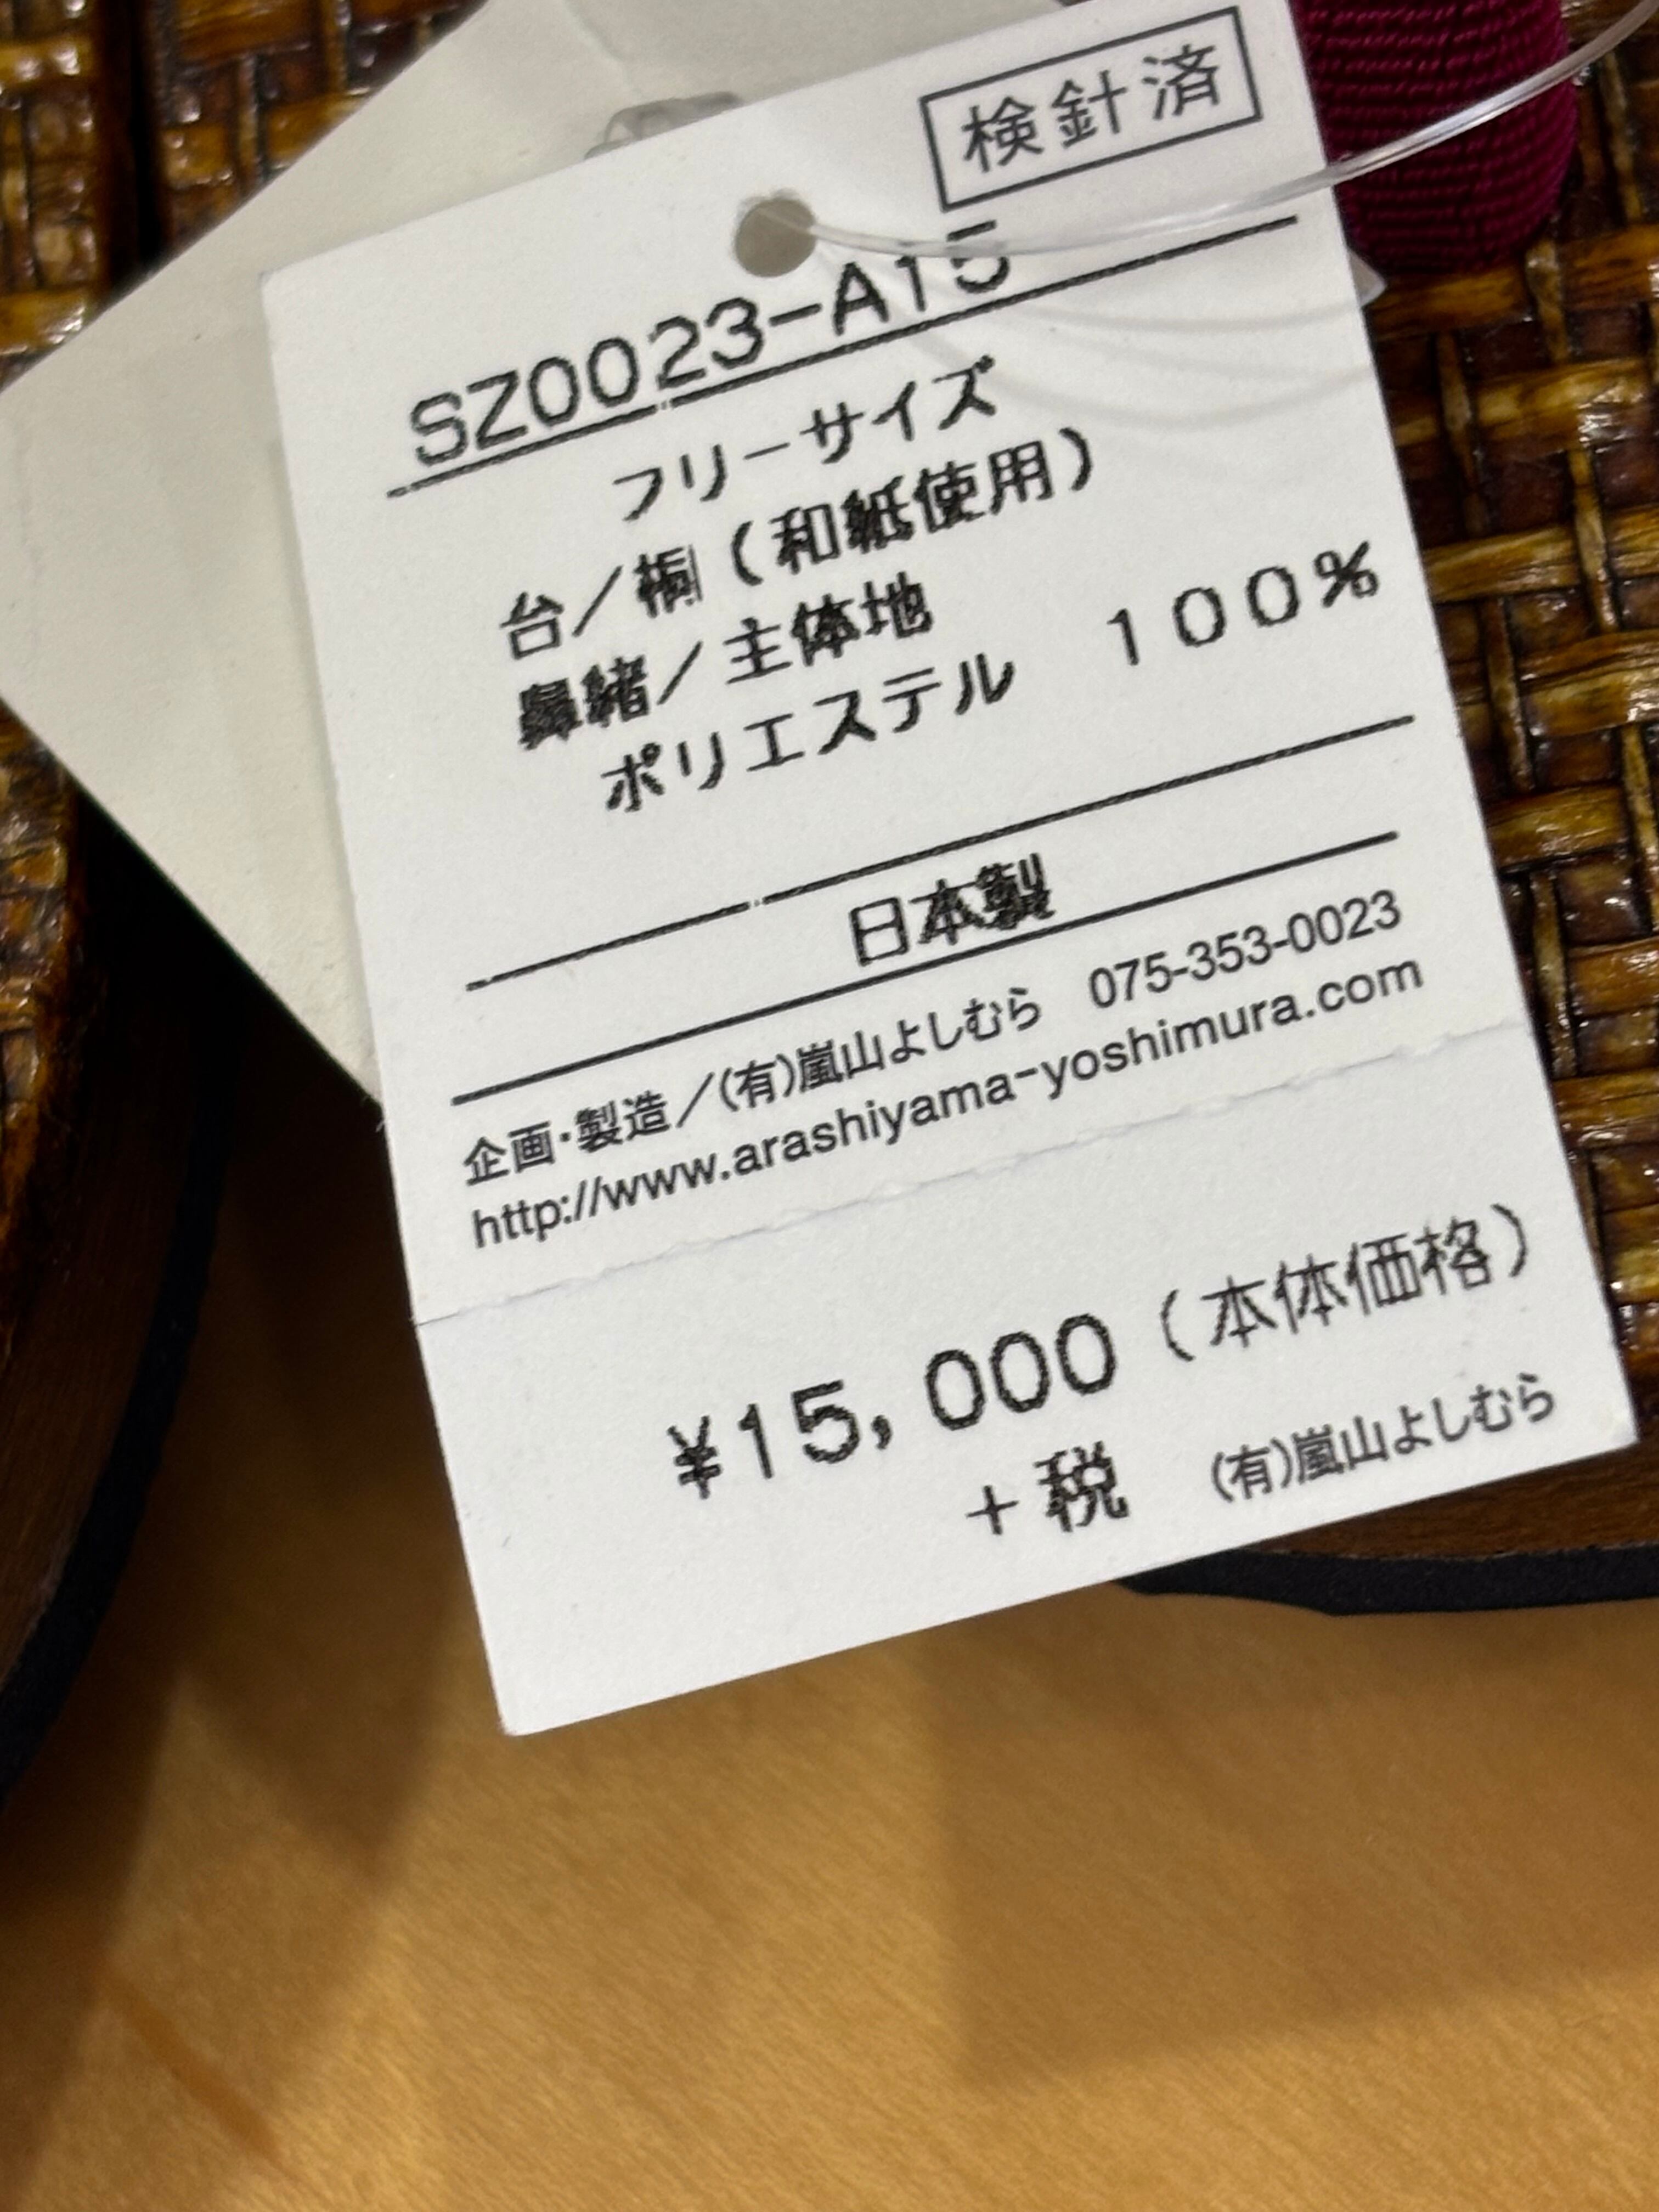 検針済
SZ0023-A15
フリーサイズ
台／桐（和紙使用）
鼻緒／主体地
ポリエステル　１００％
日本製
企画・製造／(有)嵐山よしむら　075-353-0023
http://www.arashiyama-yoshimura.com
¥15,000（本体価格）
+税　(有)嵐山よしむら